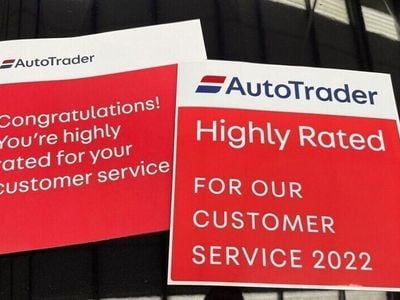 AutoTrader
Congratulations!
You're highly
rated for your
customer service
AutoTrader
Highly Rated
FOR OUR
CUSTOMER
SERVICE 2022